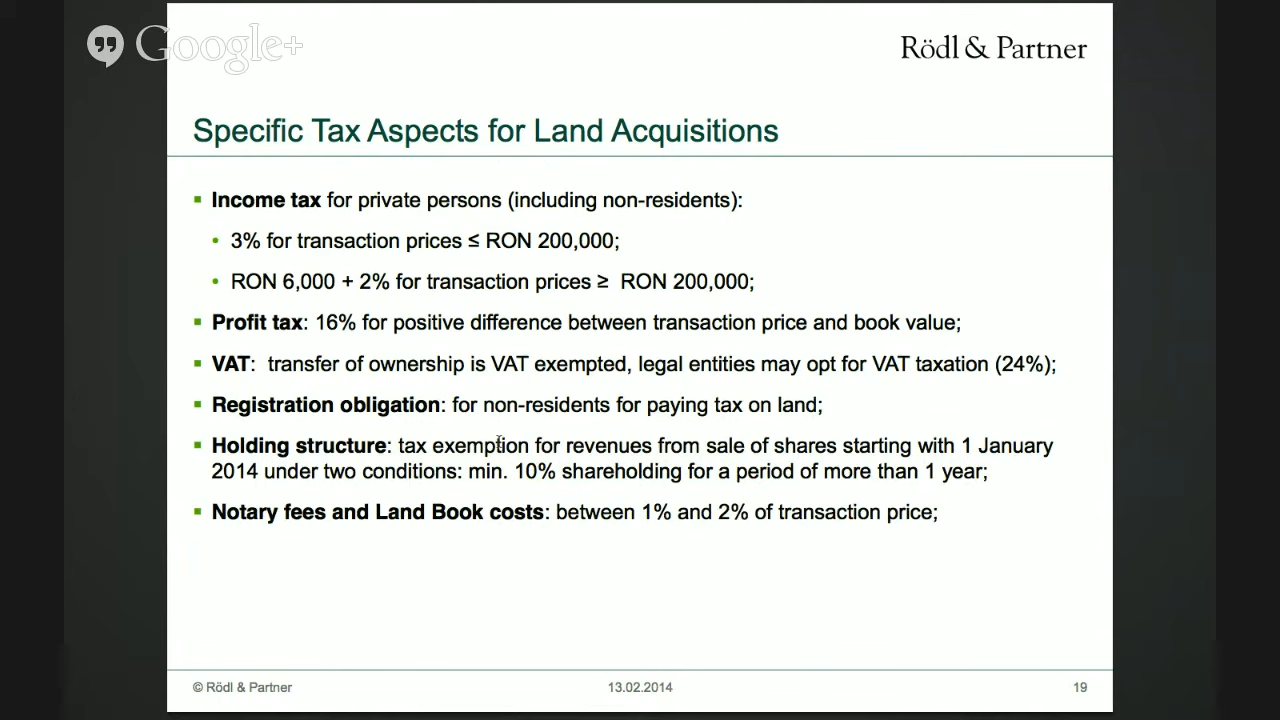 Google+
Rödl & Partner
Specific Tax Aspects for Land Acquisitions
▪ Income tax for private persons (including non-residents):
• 3% for transaction prices ≤ RON 200,000;
• RON 6,000 + 2% for transaction prices ≥ RON 200,000;
▪ Profit tax: 16% for positive difference between transaction price and book value;
▪ VAT: transfer of ownership is VAT exempted, legal entities may opt for VAT taxation (24%);
▪ Registration obligation: for non-residents for paying tax on land;
▪ Holding structure: tax exemption for revenues from sale of shares starting with 1 January
2014 under two conditions: min. 10% shareholding for a period of more than 1 year;
▪ Notary fees and Land Book costs: between 1% and 2% of transaction price;
© Rödl & Partner 13.02.2014 19